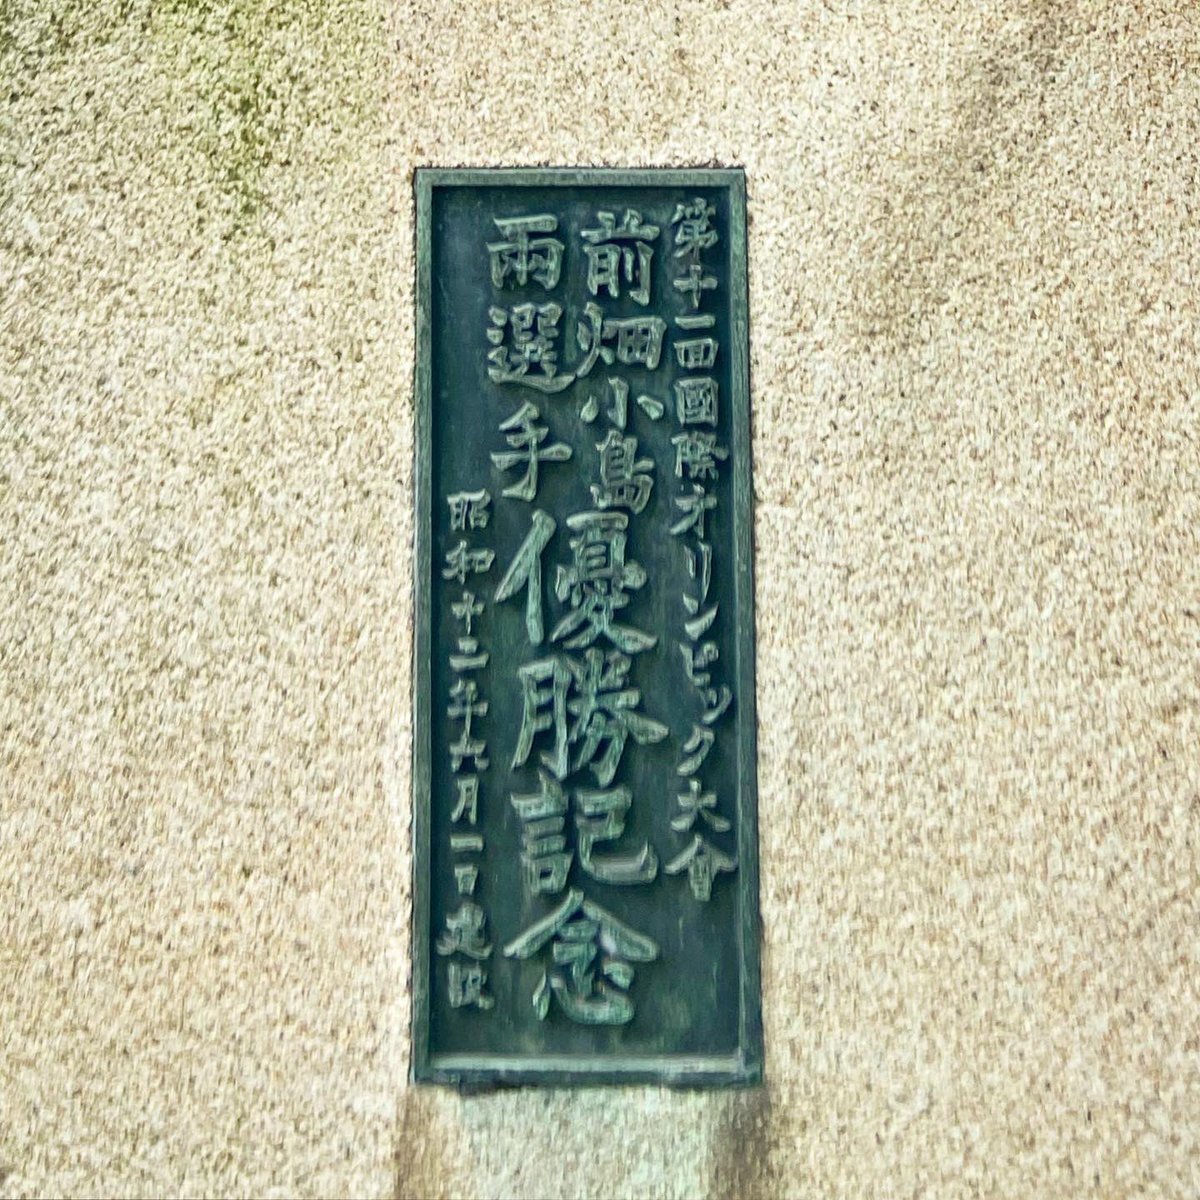 第十一回國際オリンピック大會
前畑小島
兩選手
優勝記念
昭和十二年六月一日建設